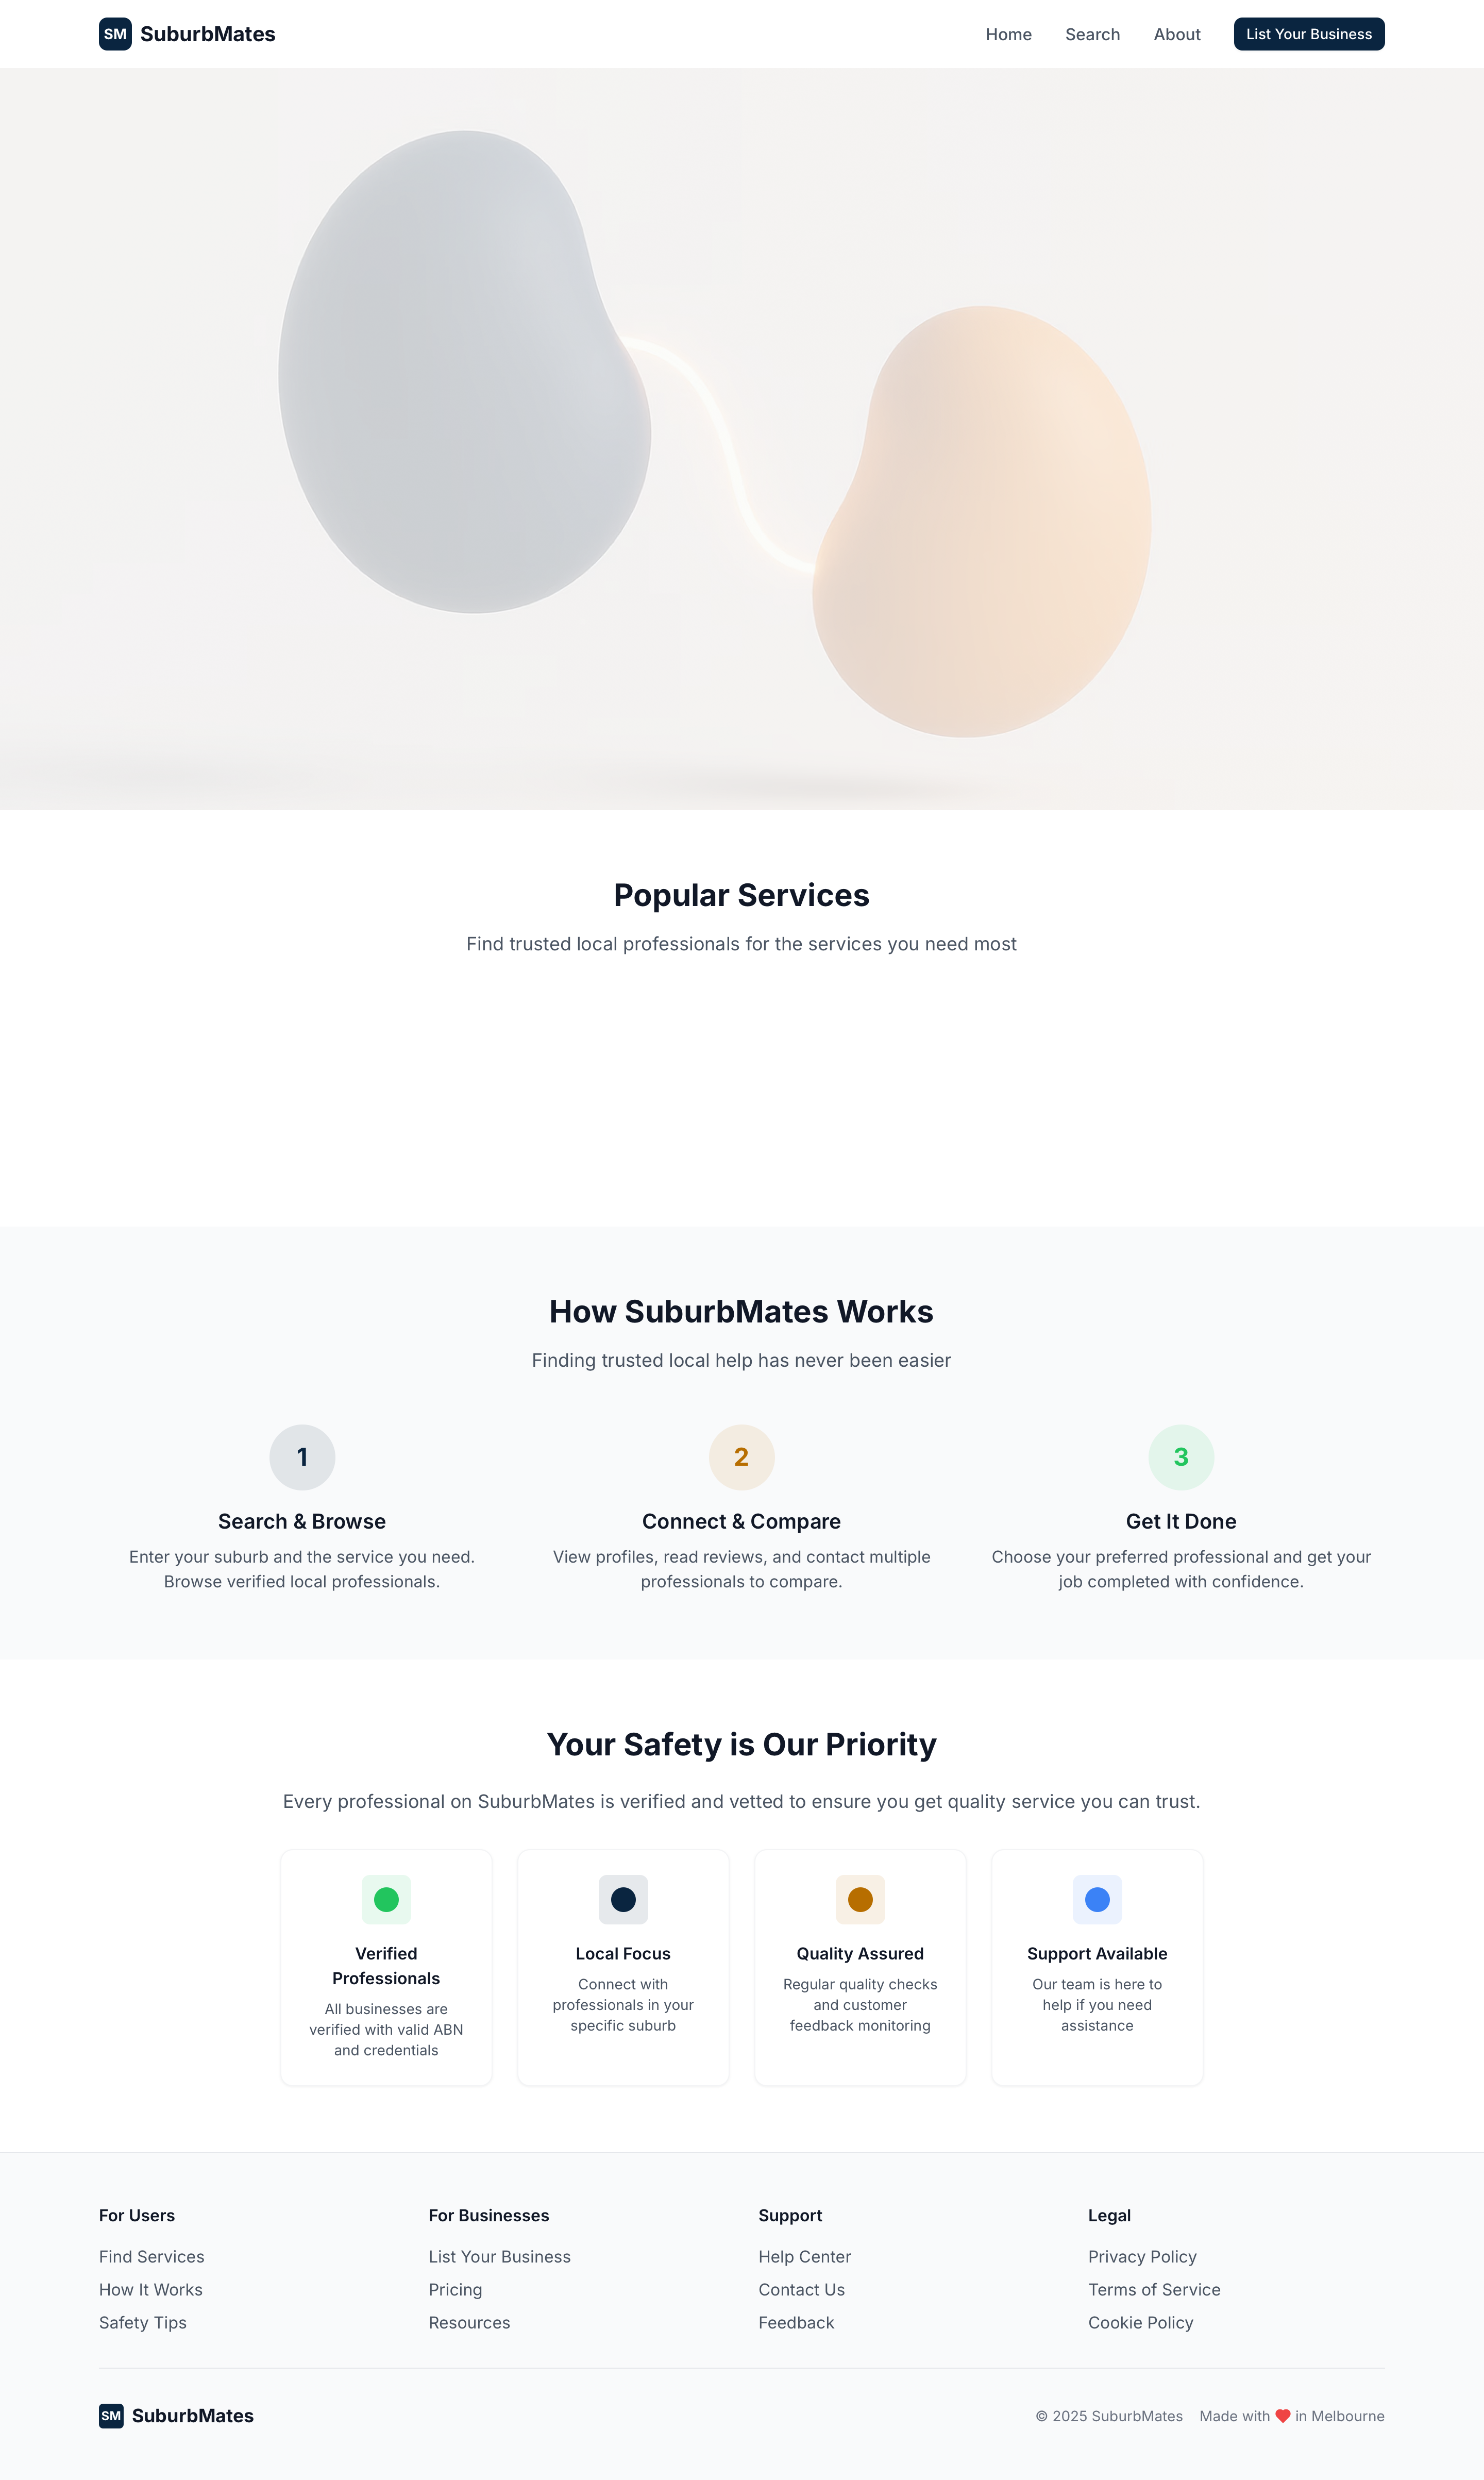 SM SuburbMates Home Search About List Your Business
Popular Services
Find trusted local professionals for the services you need most
How SuburbMates Works
Finding trusted local help has never been easier
1
Search & Browse
Enter your suburb and the service you need.
Browse verified local professionals.
2
Connect & Compare
View profiles, read reviews, and contact multiple
professionals to compare.
3
Get It Done
Choose your preferred professional and get your
job completed with confidence.
Your Safety is Our Priority
Every professional on SuburbMates is verified and vetted to ensure you get quality service you can trust.
Verified
Professionals
All businesses are
verified with valid ABN
and credentials
Local Focus
Connect with
professionals in your
specific suburb
Quality Assured
Regular quality checks
and customer
feedback monitoring
Support Available
Our team is here to
help if you need
assistance
For Users
Find Services
How It Works
Safety Tips
For Businesses
List Your Business
Pricing
Resources
Support
Help Center
Contact Us
Feedback
Legal
Privacy Policy
Terms of Service
Cookie Policy
SM SuburbMates
© 2025 SuburbMates Made with ❤️ in Melbourne